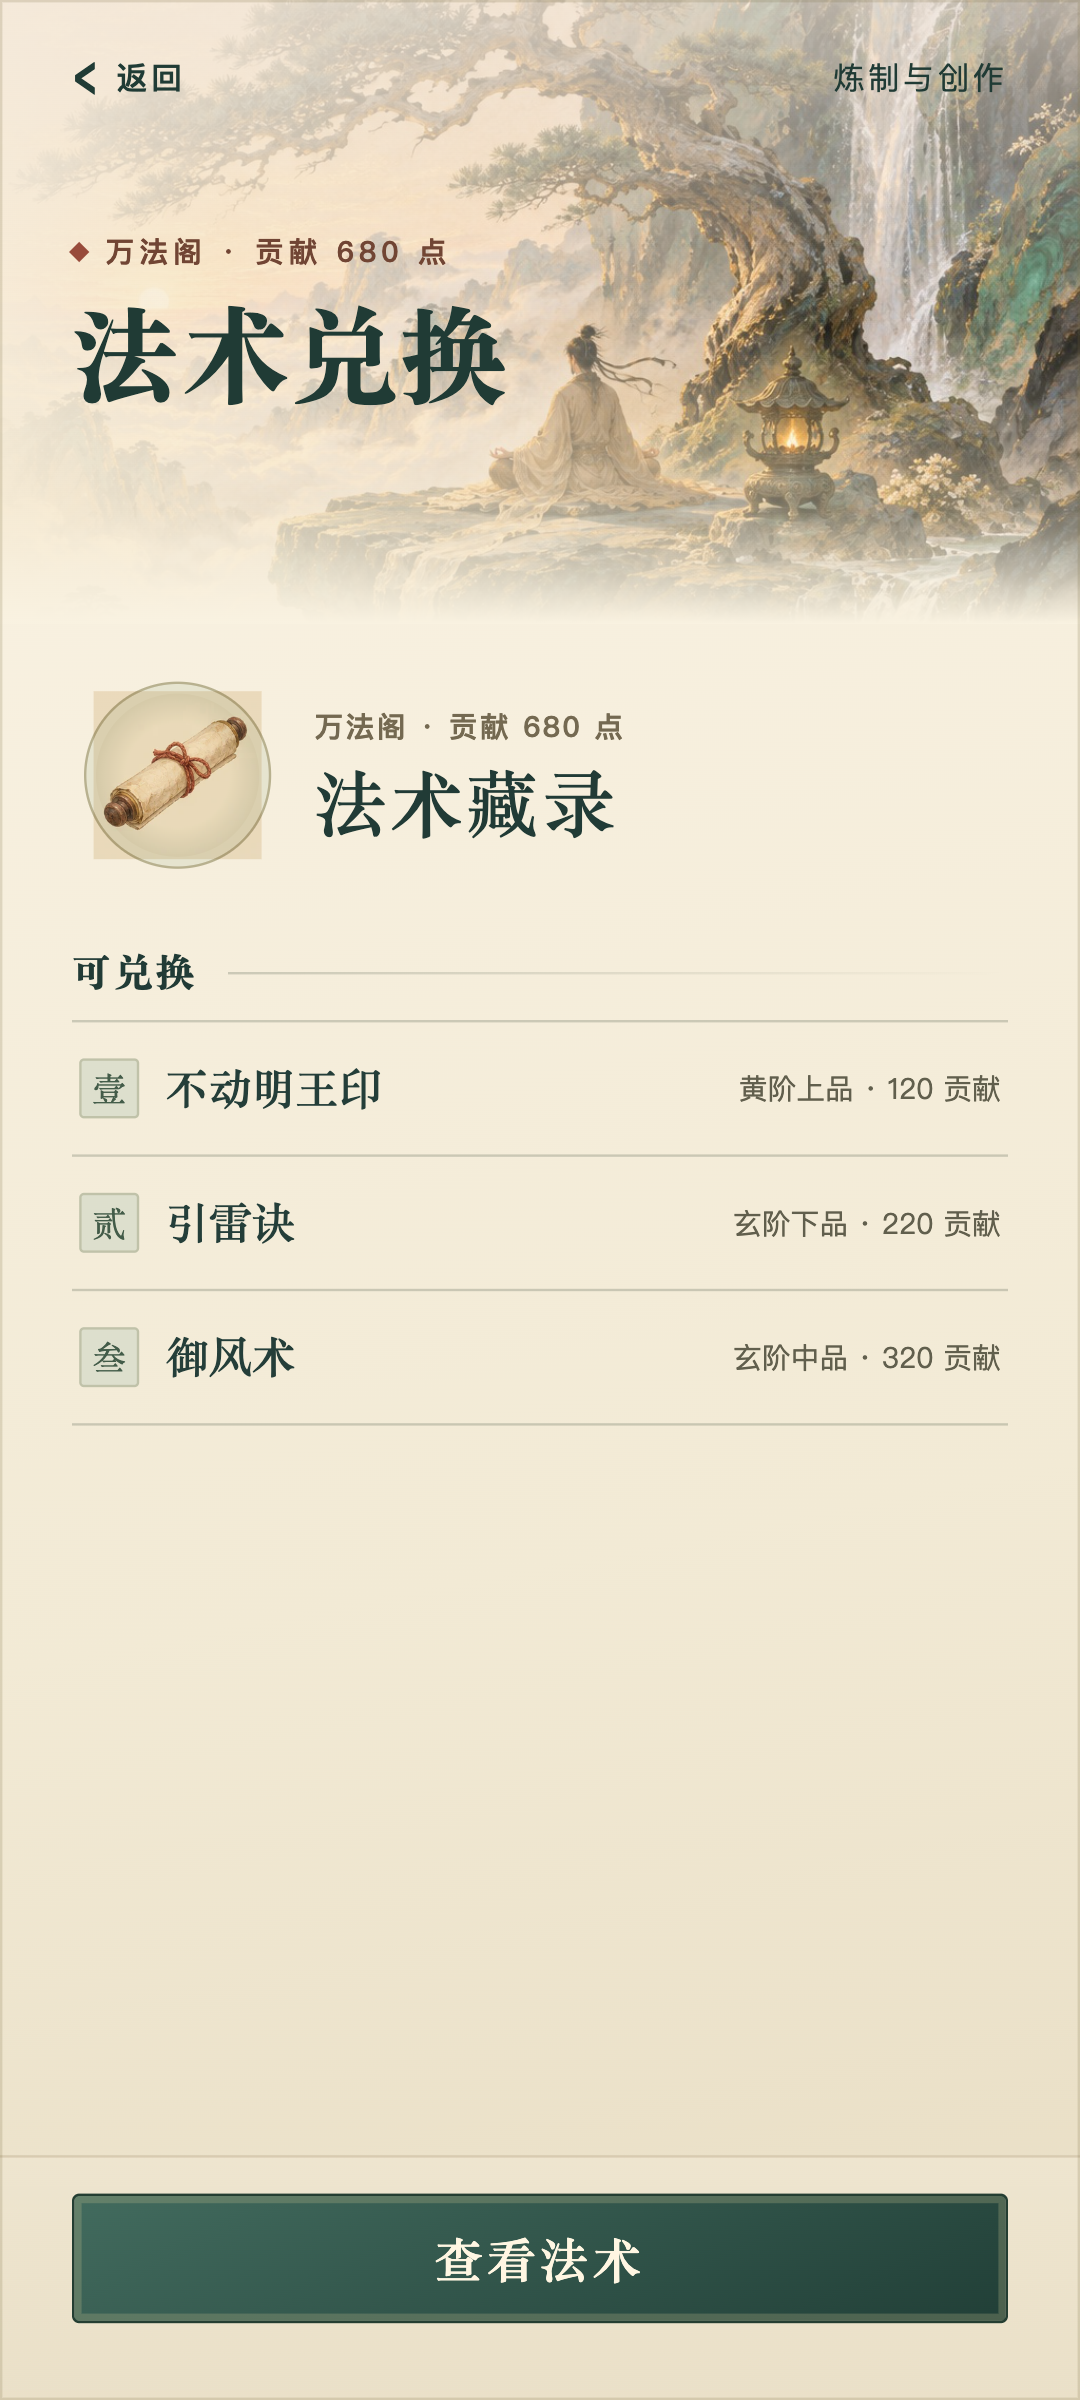 返回
炼制与创作
万法阁 · 贡献 680 点
法术兑换
万法阁 · 贡献 680 点
法术藏录
可兑换
壹 不动明王印 黄阶上品 · 120 贡献
贰 引雷诀 玄阶下品 · 220 贡献
叁 御风术 玄阶中品 · 320 贡献
查看法术